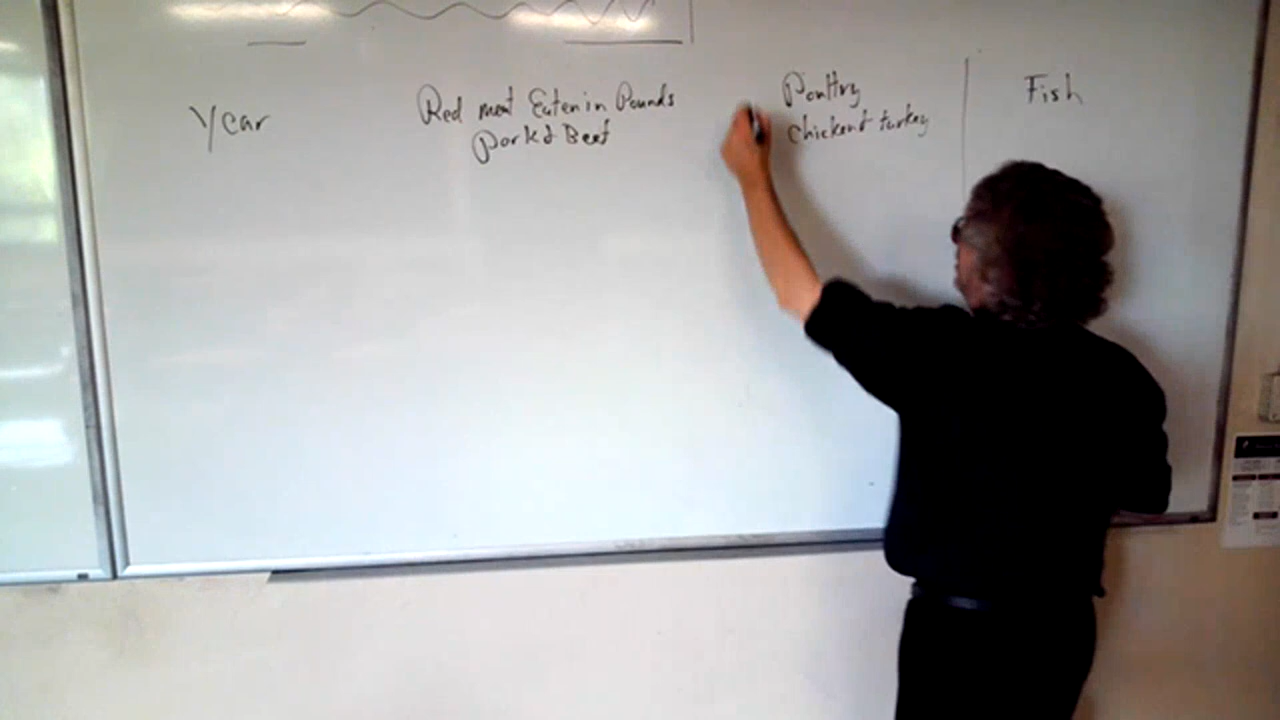 Year
Red meat Eaten in Pounds
Pork & Beef
Poultry
chicken & turkey
Fish